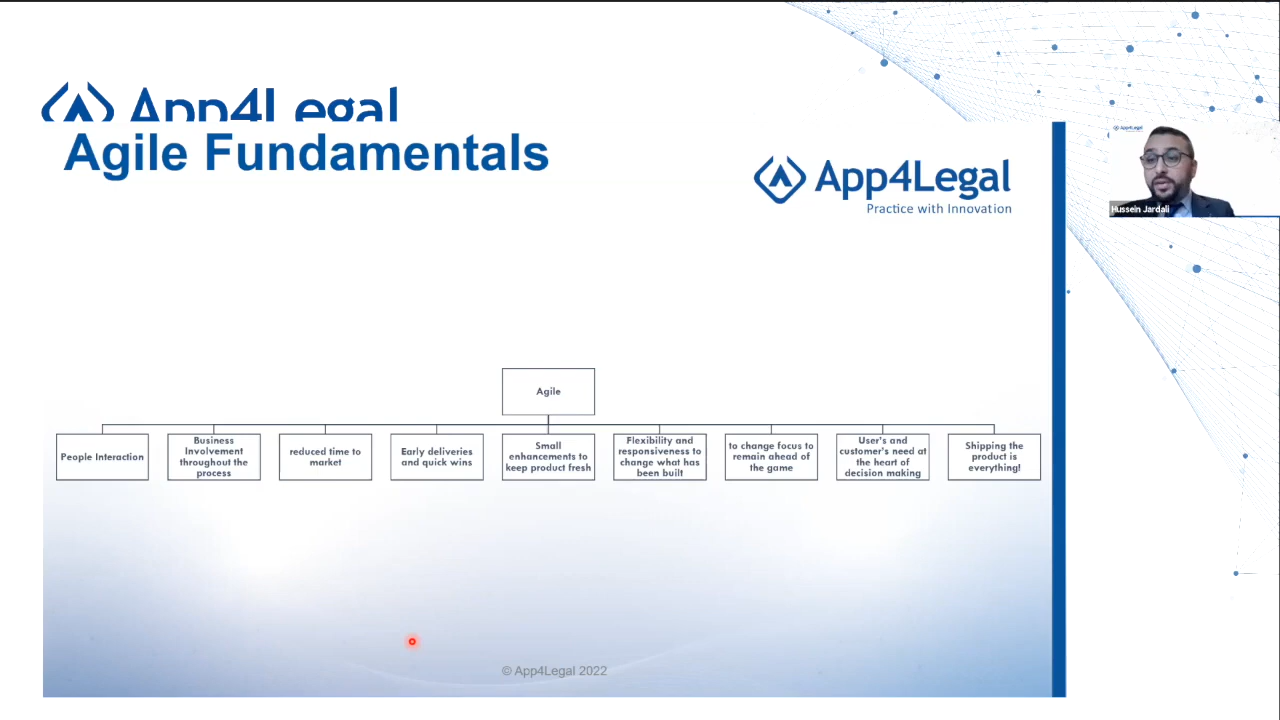 App4Legal
Agile Fundamentals
App4Legal
Practice with Innovation
App4Legal
Hussein Jardali
Agile
People Interaction
Business
Involvement
throughout the
process
reduced time to
market
Early deliveries
and quick wins
Small
enhancements to
keep product fresh
Flexibility and
responsiveness to
change what has
been built
to change focus to
remain ahead of
the game
User's and
customer's need at
the heart of
decision making
Shipping the
product is
everything!
© App4Legal 2022